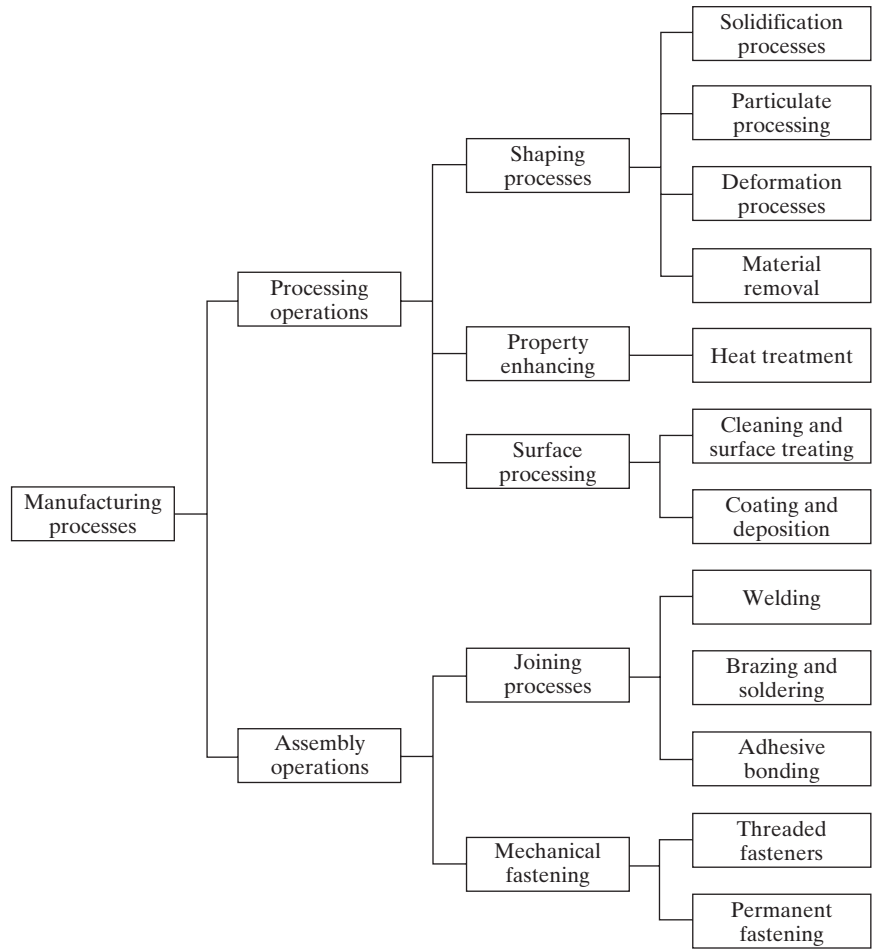 Solidification
processes
Particulate
processing
Shaping
processes
Deformation
processes
Material
removal
Processing
operations
Property
enhancing
Heat treatment
Cleaning and
surface treating
Surface
processing
Coating and
deposition
Manufacturing
processes
Welding
Joining
processes
Brazing and
soldering
Assembly
operations
Adhesive
bonding
Threaded
fasteners
Mechanical
fastening
Permanent
fastening